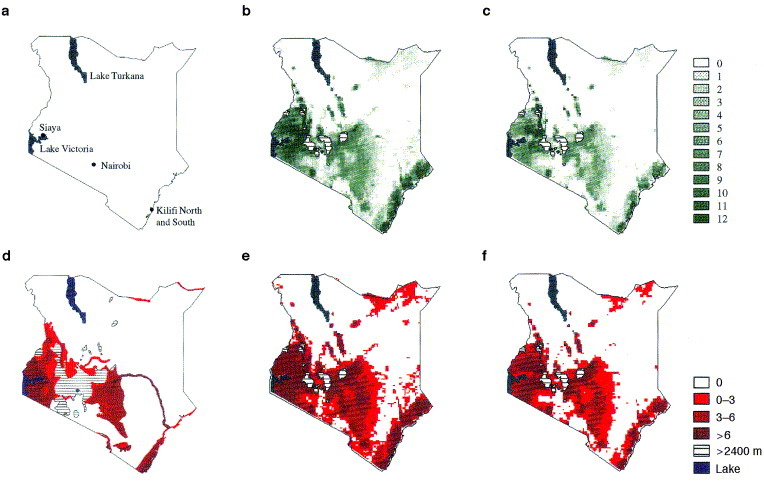 a
b
c
Lake Turkana
Siaya
Lake Victoria
Nairobi
Kilifi North
and South
0
1
2
3
4
5
6
7
8
9
10
11
12
d
e
f
0
0–3
3–6
>6
>2400 m
Lake